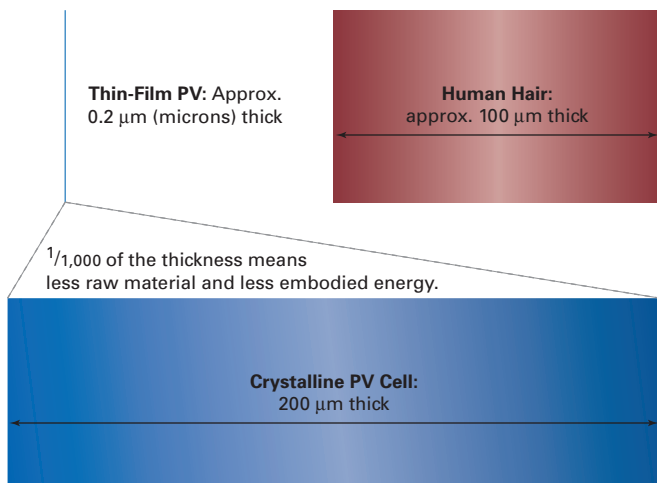 Thin-Film PV: Approx.
0.2 μm (microns) thick
Human Hair:
approx. 100 μm thick
1/1,000 of the thickness means
less raw material and less embodied energy.
Crystalline PV Cell:
200 μm thick